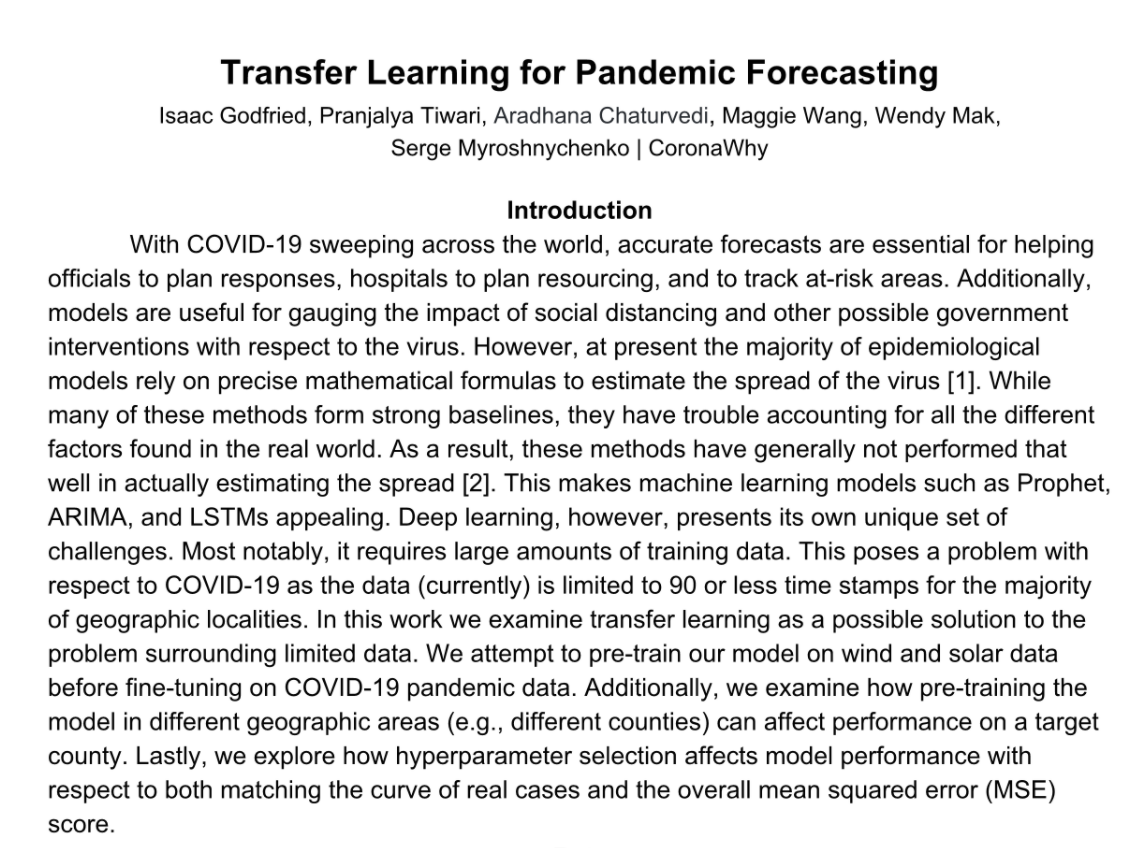 Transfer Learning for Pandemic Forecasting
Isaac Godfried, Pranjalya Tiwari, Aradhana Chaturvedi, Maggie Wang, Wendy Mak,
Serge Myroshnychenko | CoronaWhy
Introduction
With COVID-19 sweeping across the world, accurate forecasts are essential for helping
officials to plan responses, hospitals to plan resourcing, and to track at-risk areas. Additionally,
models are useful for gauging the impact of social distancing and other possible government
interventions with respect to the virus. However, at present the majority of epidemiological
models rely on precise mathematical formulas to estimate the spread of the virus [1]. While
many of these methods form strong baselines, they have trouble accounting for all the different
factors found in the real world. As a result, these methods have generally not performed that
well in actually estimating the spread [2]. This makes machine learning models such as Prophet,
ARIMA, and LSTMs appealing. Deep learning, however, presents its own unique set of
challenges. Most notably, it requires large amounts of training data. This poses a problem with
respect to COVID-19 as the data (currently) is limited to 90 or less time stamps for the majority
of geographic localities. In this work we examine transfer learning as a possible solution to the
problem surrounding limited data. We attempt to pre-train our model on wind and solar data
before fine-tuning on COVID-19 pandemic data. Additionally, we examine how pre-training the
model in different geographic areas (e.g., different counties) can affect performance on a target
county. Lastly, we explore how hyperparameter selection affects model performance with
respect to both matching the curve of real cases and the overall mean squared error (MSE)
score.